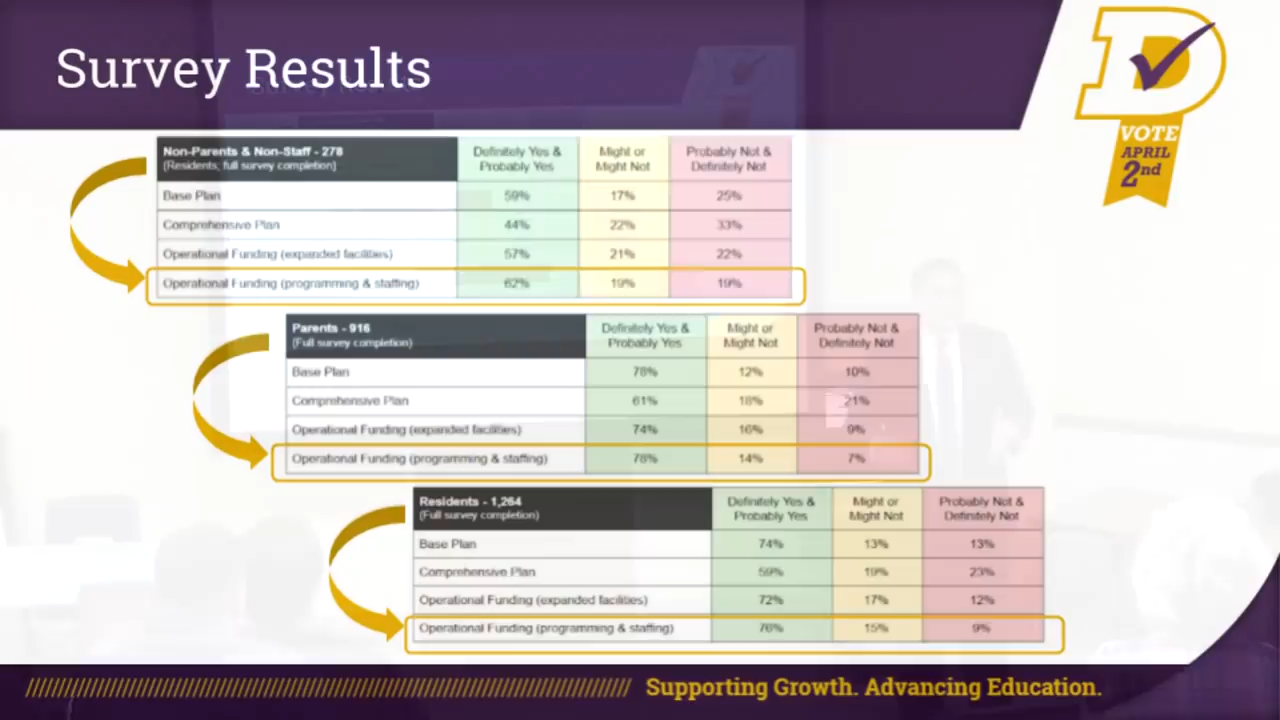 Survey Results
VOTE
APRIL
2nd
Non-Parents & Non-Staff - 278 Definitely Yes & Might or Probably Not &
(Residents; full survey completion) Probably Yes Might Not Definitely Not
Base Plan 59% 17% 25%
Comprehensive Plan 44% 22% 33%
Operational Funding (expanded facilities) 57% 21% 22%
Operational Funding (programming & staffing) 62% 19% 19%
Parents - 916 Definitely Yes & Might or Probably Not &
(Full survey completion) Probably Yes Might Not Definitely Not
Base Plan 78% 12% 10%
Comprehensive Plan 61% 18% 21%
Operational Funding (expanded facilities) 74% 16% 9%
Operational Funding (programming & staffing) 78% 14% 7%
Residents - 1,264 Definitely Yes & Might or Probably Not &
(Full survey completion) Probably Yes Might Not Definitely Not
Base Plan 74% 13% 13%
Comprehensive Plan 59% 19% 23%
Operational Funding (expanded facilities) 72% 17% 12%
Operational Funding (programming & staffing) 76% 15% 9%
Supporting Growth. Advancing Education.